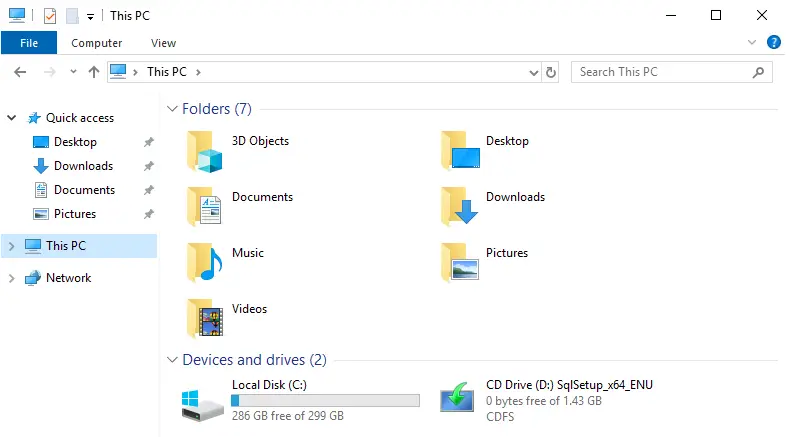 This PC
File Computer View
This PC Search This PC
Quick access
Desktop
Downloads
Documents
Pictures
This PC
Network
Folders (7)
3D Objects Desktop
Documents Downloads
Music Pictures
Videos
Devices and drives (2)
Local Disk (C:) CD Drive (D:) SqlSetup_x64_ENU
286 GB free of 299 GB 0 bytes free of 1.43 GB
CDFS